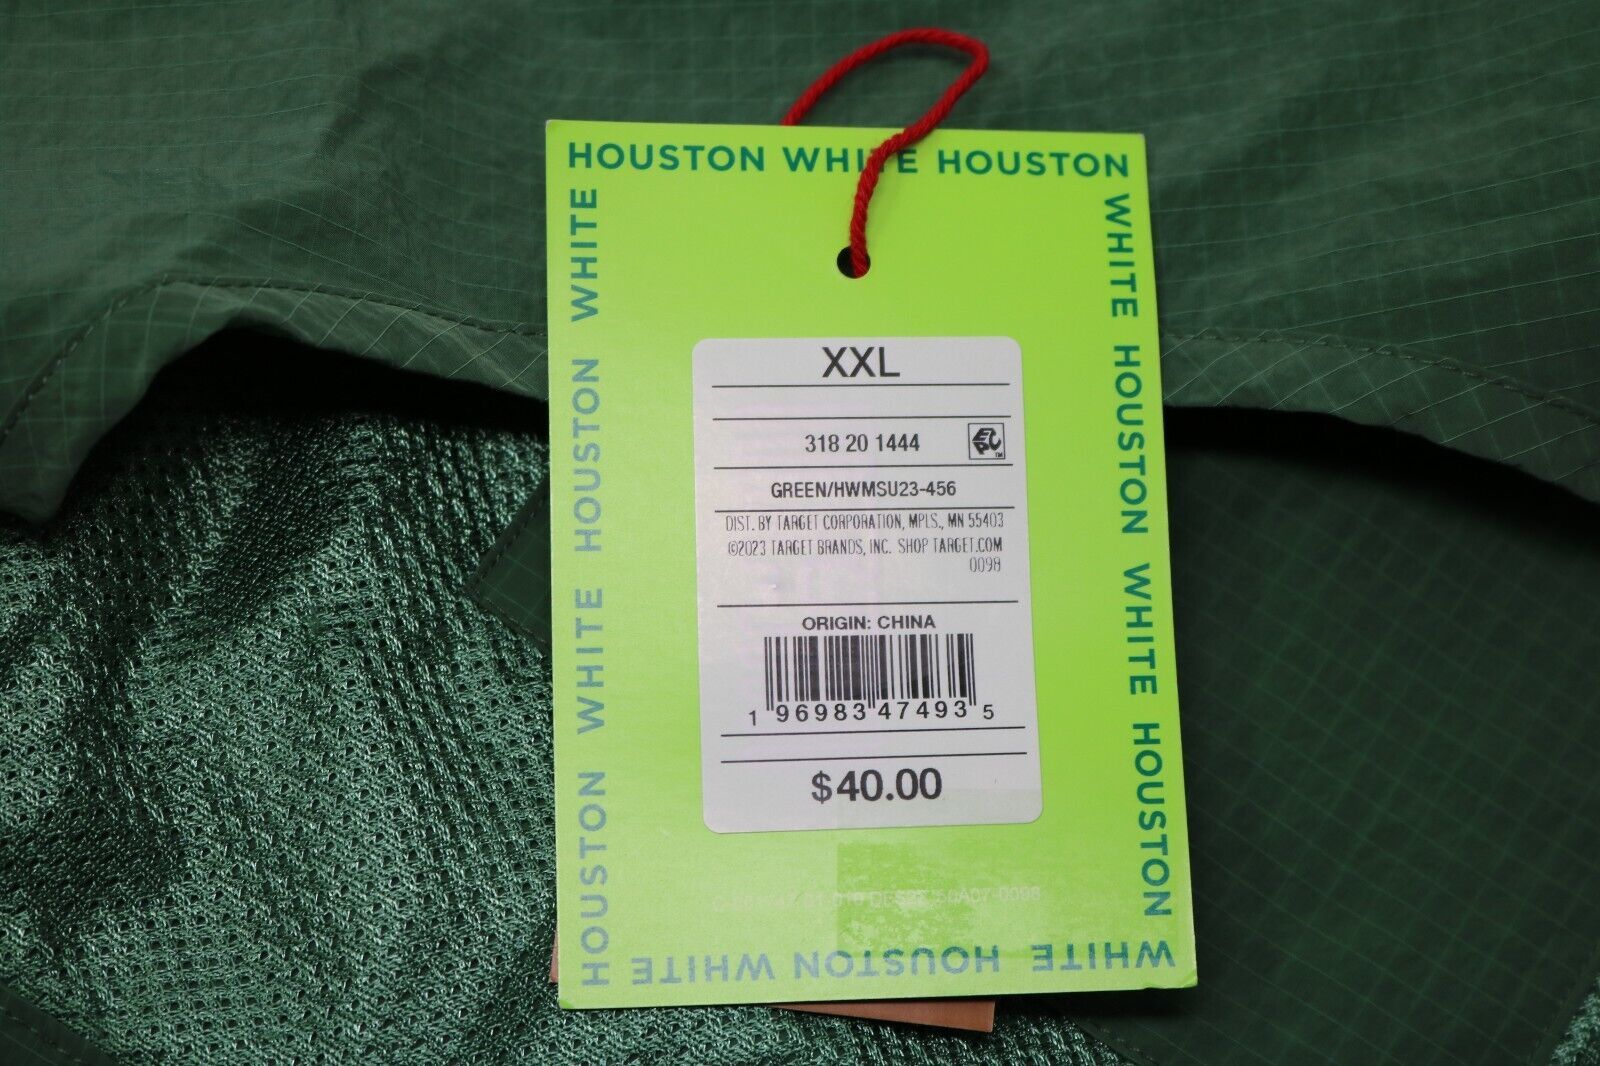 HOUSTON WHITE HOUSTON
WHITE HOUSTON WHITE HOUSTON
WHITE HOUSTON WHITE
HOUSTON WHITE HOUSTON WHITE
XXL
318 20 1444
GREEN/HWMSU23-456
DIST. BY TARGET CORPORATION, MPLS., MN 55403
©2023 TARGET BRANDS, INC. SHOP TARGET.COM
0098
ORIGIN: CHINA
1 96983 47493 5
$40.00